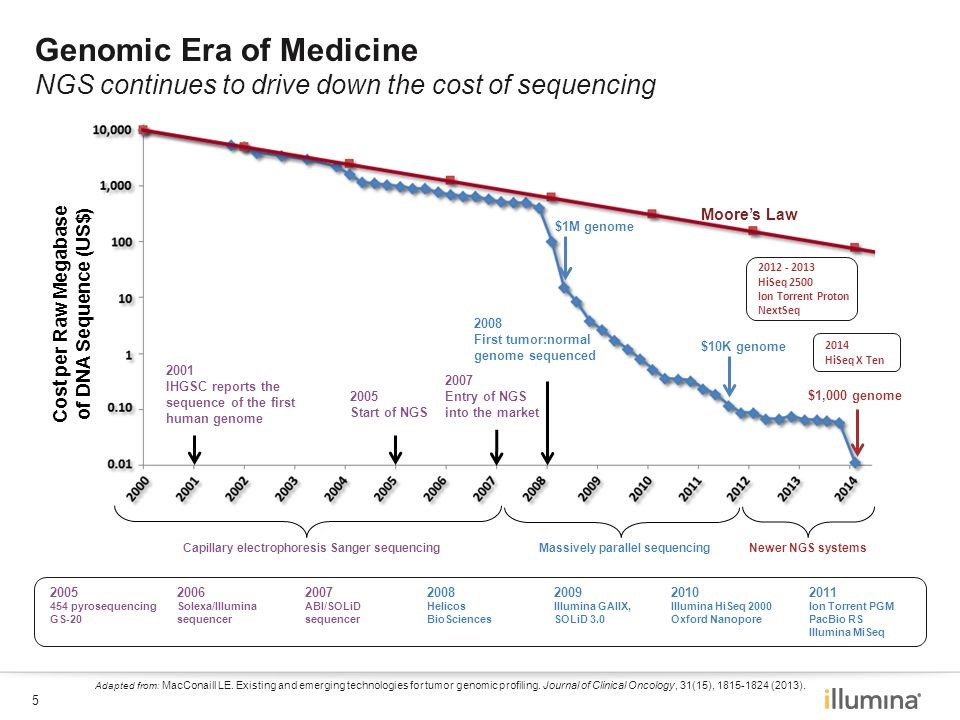 Genomic Era of Medicine
NGS continues to drive down the cost of sequencing
Cost per Raw Megabase
of DNA Sequence (US$)
10,000
1,000
100
10
1
0.10
0.01
Moore's Law
$1M genome
2012 - 2013
HiSeq 2500
Ion Torrent Proton
NextSeq
2008
First tumor:normal
genome sequenced
$10K genome
2014
HiSeq X Ten
2001
IHGSC reports the
sequence of the first
human genome
2005
Start of NGS
2007
Entry of NGS
into the market
$1,000 genome
2000
2001
2002
2003
2004
2005
2006
2007
2008
2009
2010
2011
2012
2013
2014
Capillary electrophoresis Sanger sequencing
Massively parallel sequencing
Newer NGS systems
2005
454 pyrosequencing
GS-20
2006
Solexa/Illumina
sequencer
2007
ABI/SOLiD
sequencer
2008
Helicos
BioSciences
2009
Illumina GAIIX,
SOLiD 3.0
2010
Illumina HiSeq 2000
Oxford Nanopore
2011
Ion Torrent PGM
PacBio RS
Illumina MiSeq
Adapted from: MacConaill LE. Existing and emerging technologies for tumor genomic profiling. Journal of Clinical Oncology, 31(15), 1815-1824 (2013).
5
illumina®